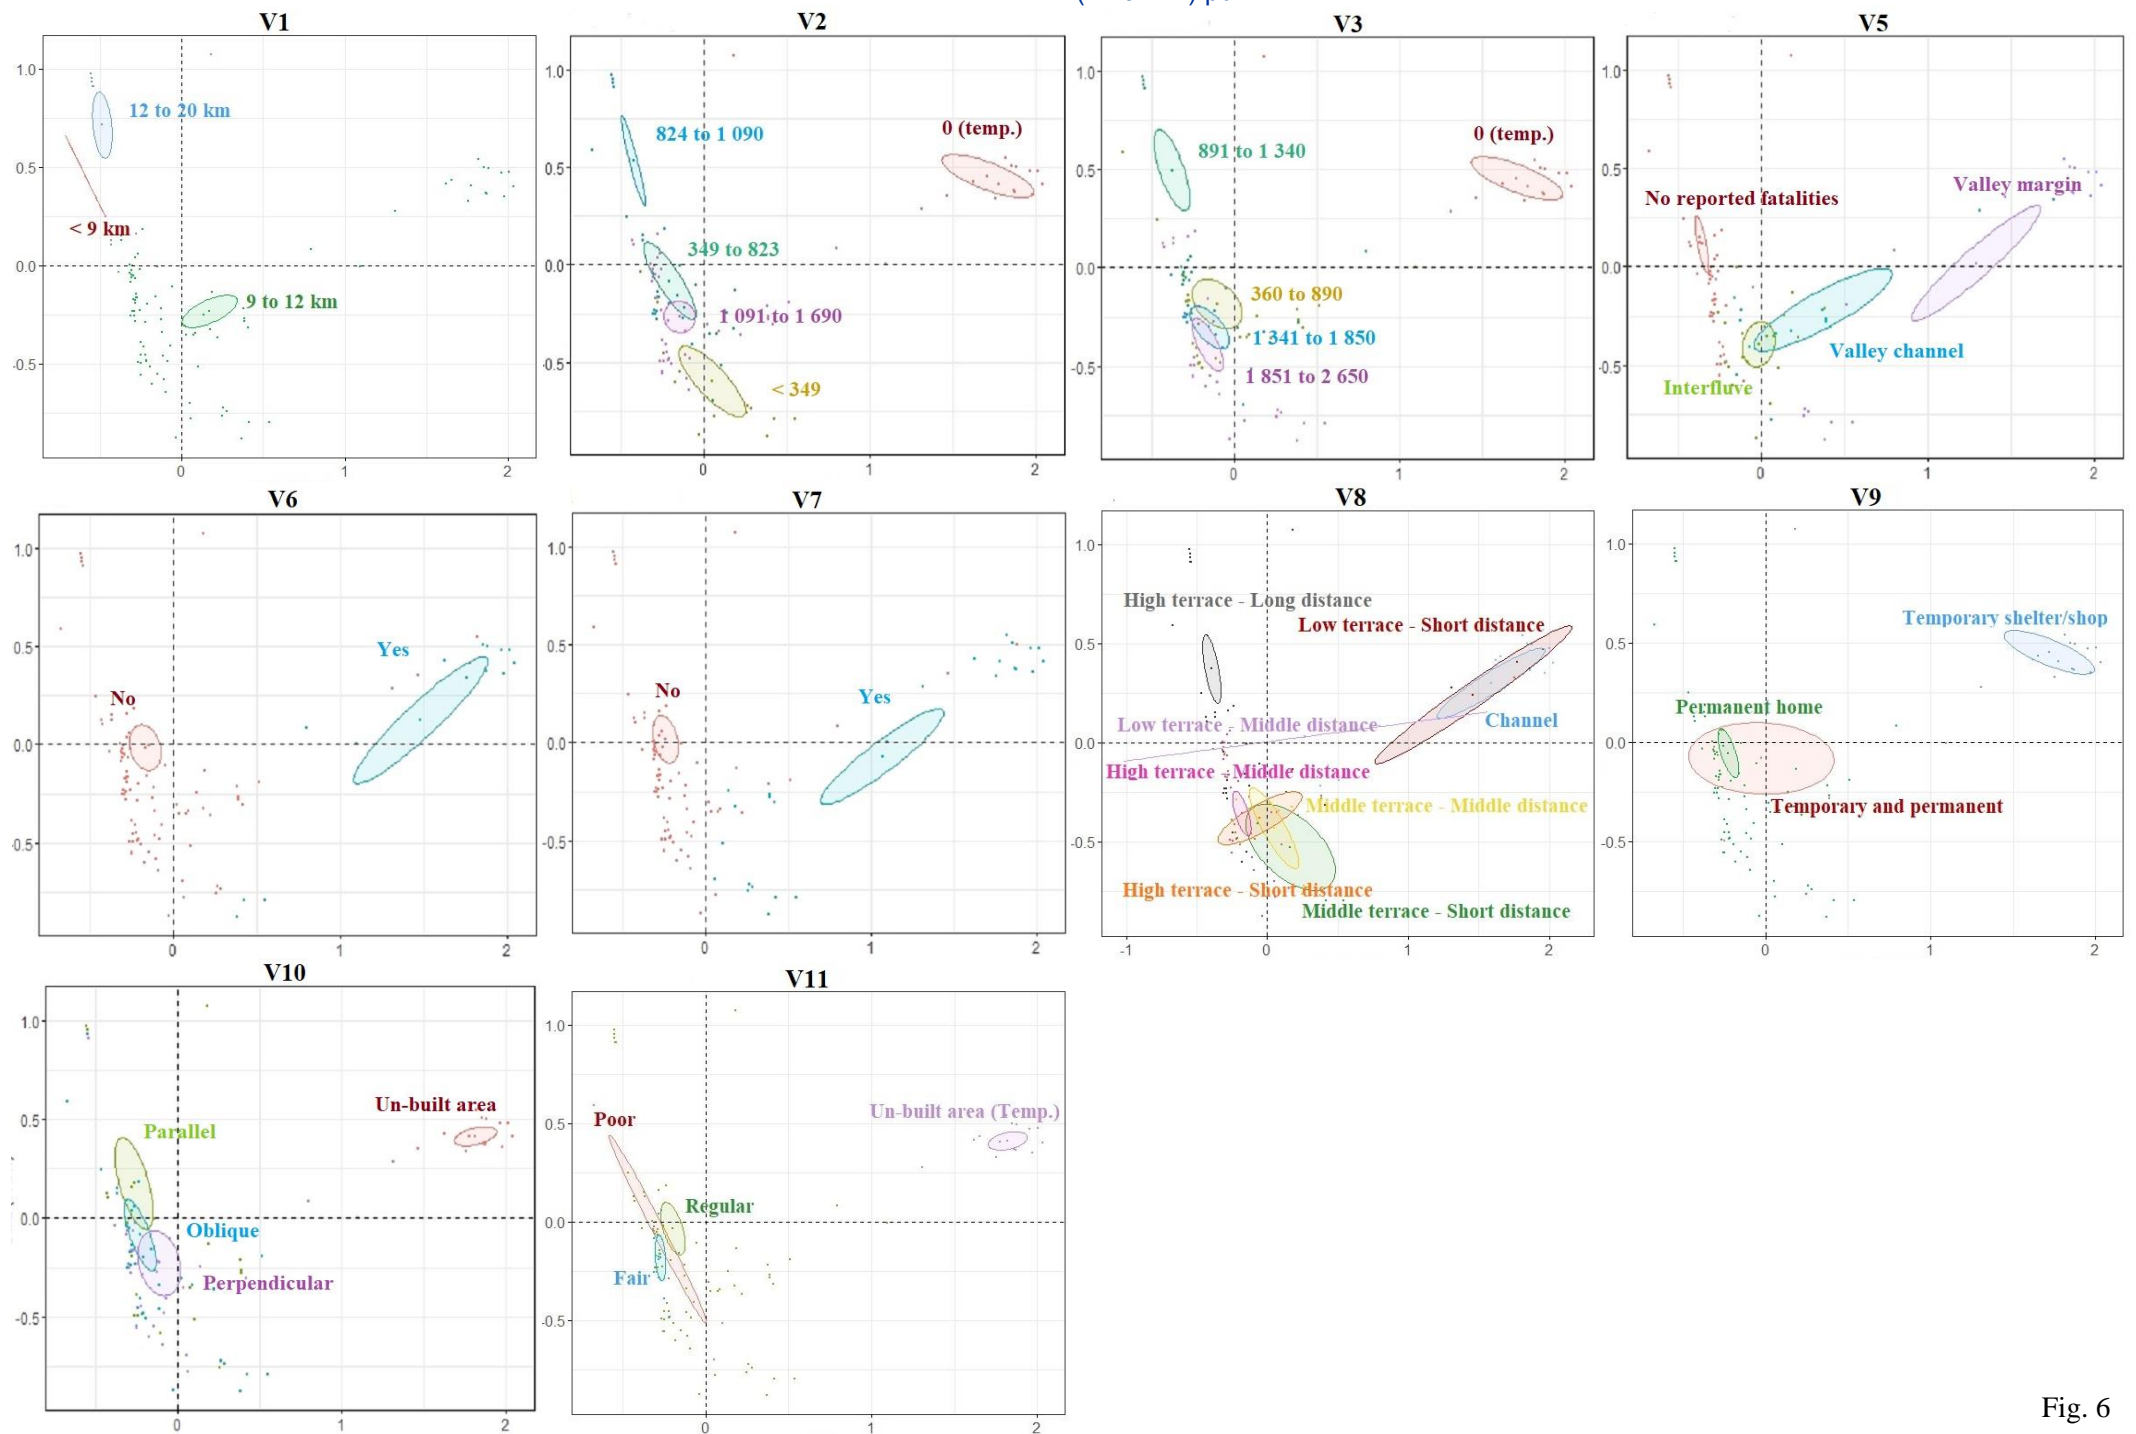 V1
1.0
0.5
0.0
-0.5
0
1
2
12 to 20 km
< 9 km
9 to 12 km
V2
1.0
0.5
0.0
-0.5
0
1
2
824 to 1 090
0 (temp.)
349 to 823
1 091 to 1 690
< 349
V3
1.0
0.5
0.0
-0.5
0
1
2
891 to 1 340
0 (temp.)
360 to 890
1 341 to 1 850
1 851 to 2 650
V5
1.0
0.5
0.0
-0.5
0
1
2
No reported fatalities
Valley margin
Valley channel
Interfluve
V6
1.0
0.5
0.0
-0.5
0
1
2
No
Yes
V7
1.0
0.5
0.0
-0.5
0
1
2
No
Yes
V8
1.0
0.5
0.0
-0.5
-1
0
1
2
High terrace - Long distance
Low terrace - Short distance
Low terrace - Middle distance
Channel
High terrace - Middle distance
Middle terrace - Middle distance
High terrace - Short distance
Middle terrace - Short distance
V9
1.0
0.5
0.0
-0.5
0
1
2
Temporary shelter/shop
Permanent home
Temporary and permanent
V10
1.0
0.5
0.0
-0.5
0
1
2
Un-built area
Parallel
Oblique
Perpendicular
V11
1.0
0.5
0.0
-0.5
0
1
2
Poor
Un-built area (Temp.)
Regular
Fair
Fig. 6